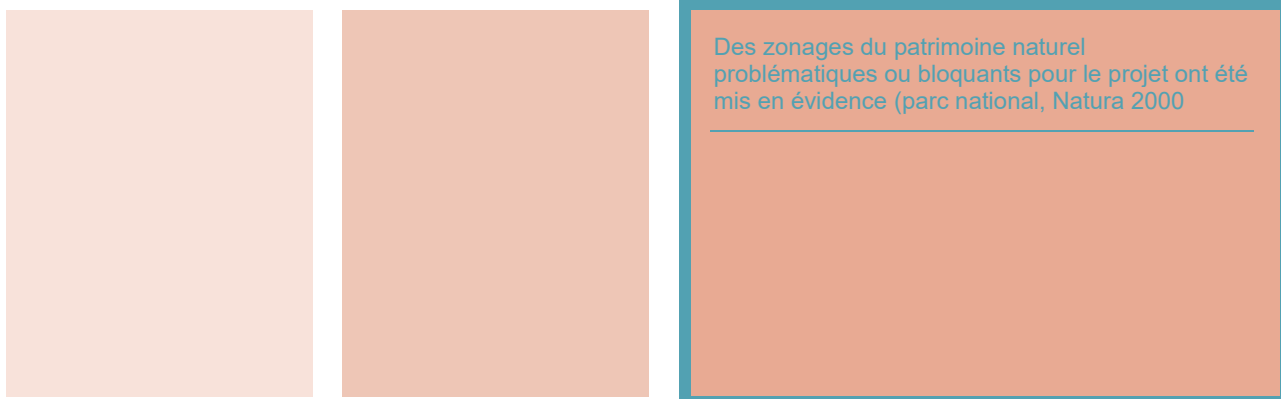 Des zonages du patrimoine naturel
problématiques ou bloquants pour le projet ont été
mis en évidence (parc national, Natura 2000